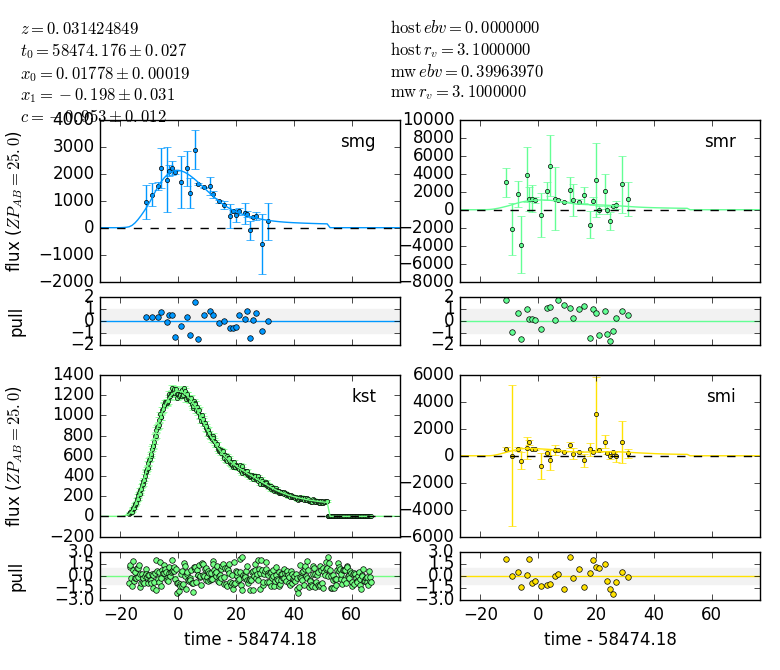 z = 0.031424849
t₀ = 58474.176 ± 0.027
x₀ = 0.01778 ± 0.00019
x₁ = −0.198 ± 0.031
host ebv = 0.0000000
host r_v = 3.1000000
mw ebv = 0.39963970
mw r_v = 3.1000000
smg
4000
3000
2000
1000
0
−1000
−2000
flux (ZP_AB = 25.0)
smr
10000
8000
6000
4000
2000
0
−2000
−4000
−6000
−8000
pull
2
1
0
−1
−2
2
1
0
−1
−2
kst
1400
1200
1000
800
600
400
200
0
−200
flux (ZP_AB = 25.0)
smi
6000
4000
2000
0
−2000
−4000
−6000
pull
3.0
1.5
0.0
−1.5
−3.0
3.0
1.5
0.0
−1.5
−3.0
−20 0 20 40 60
−20 0 20 40 60
time - 58474.18
time - 58474.18